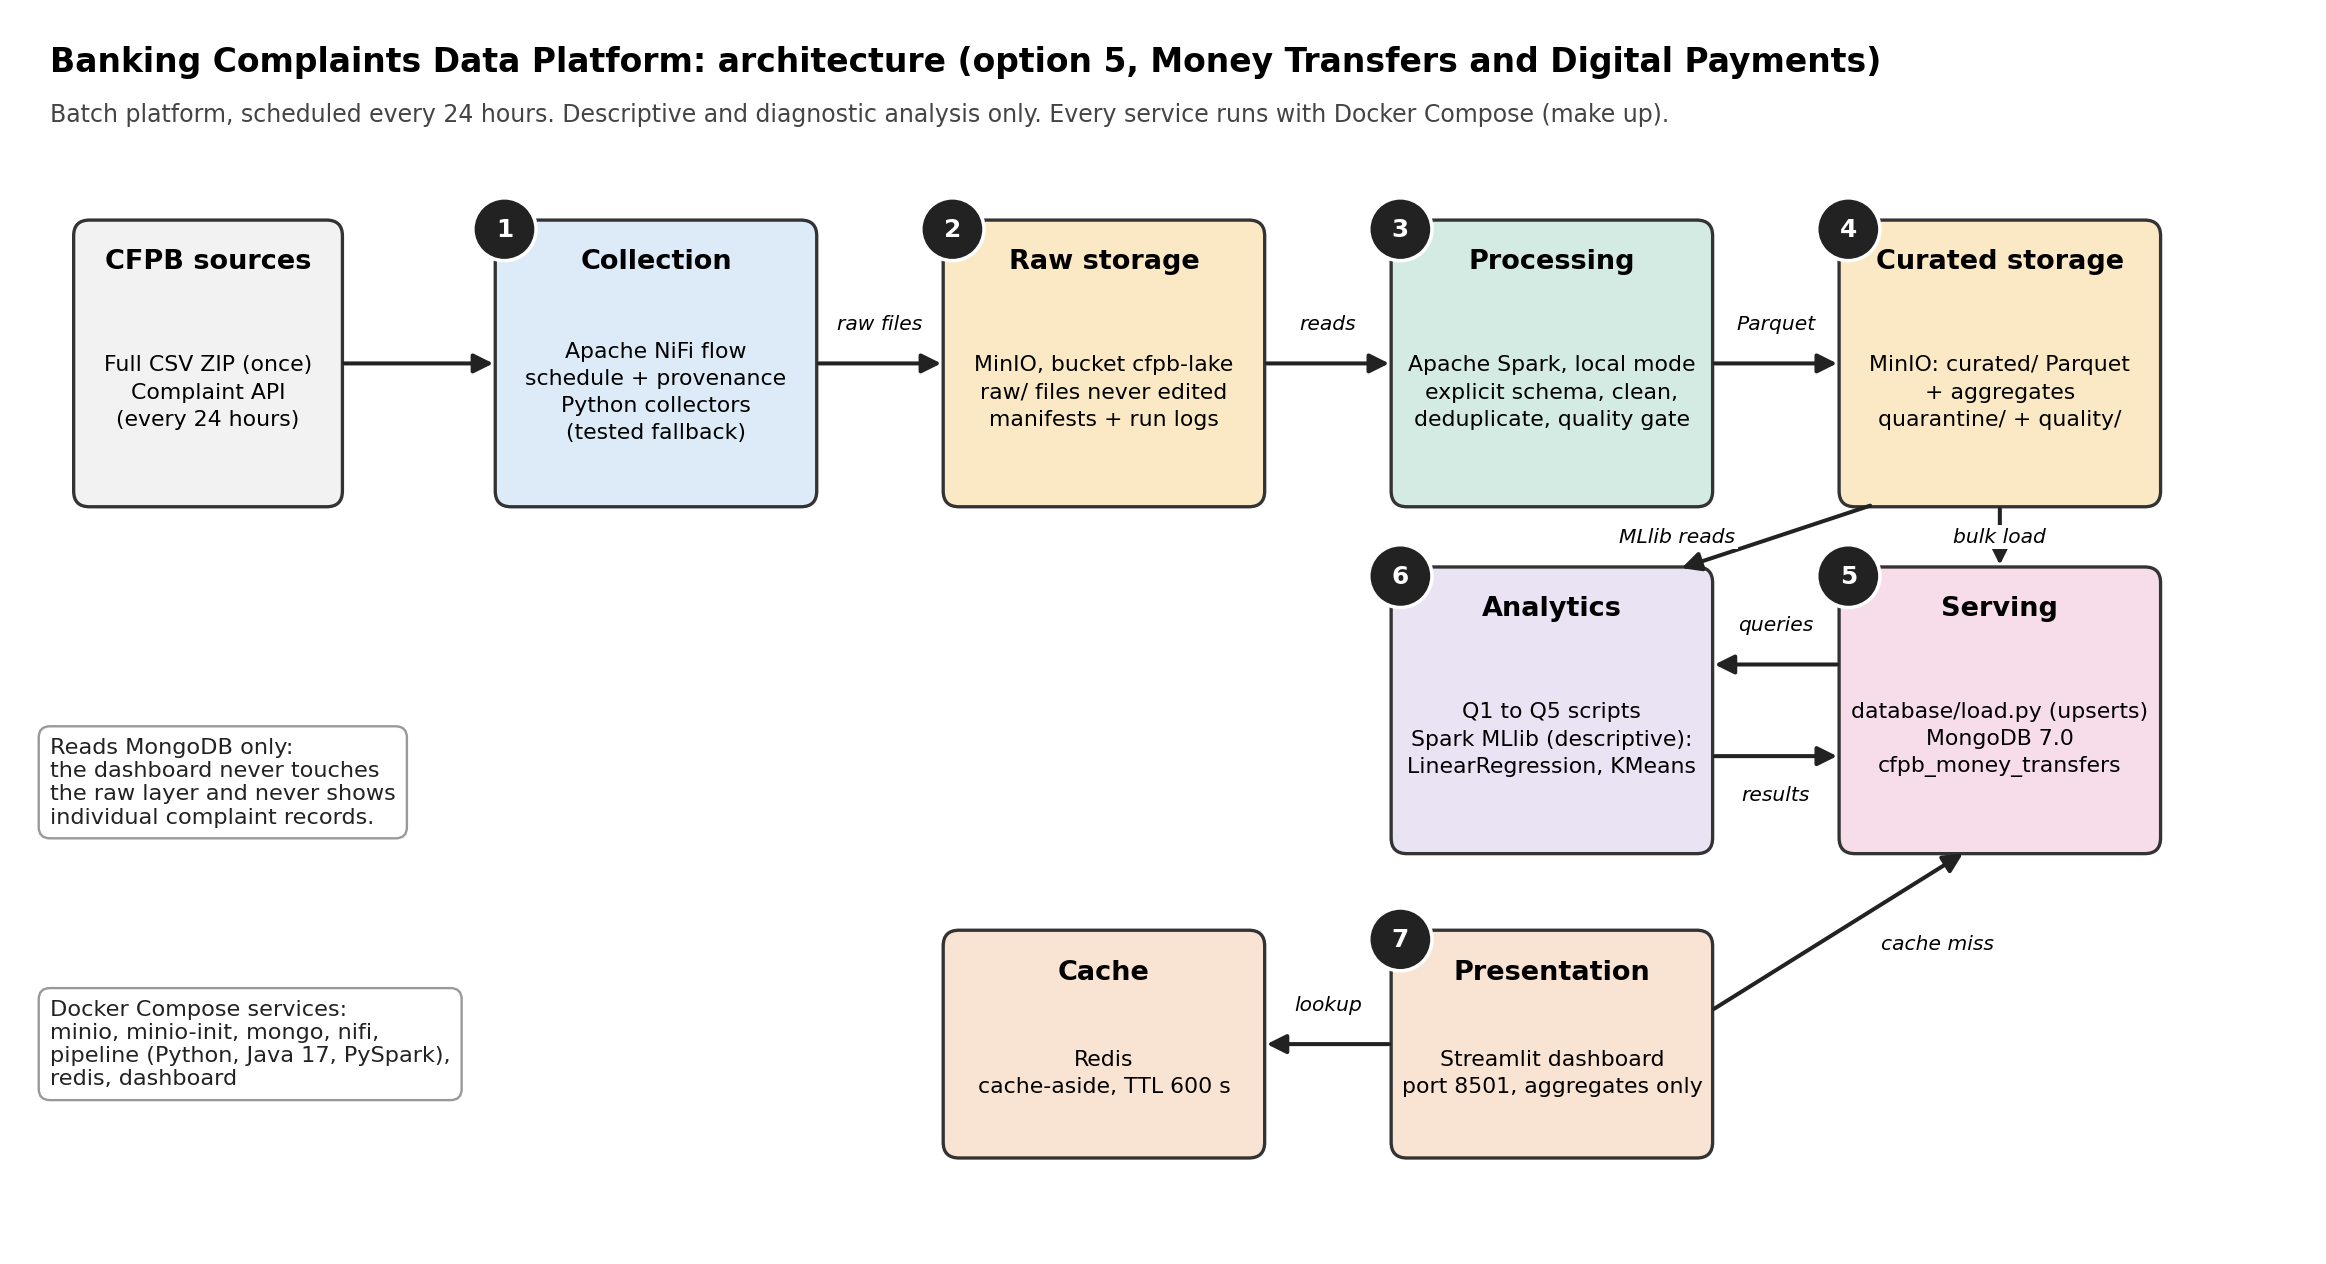 Banking Complaints Data Platform: architecture (option 5, Money Transfers and Digital Payments)
Batch platform, scheduled every 24 hours. Descriptive and diagnostic analysis only. Every service runs with Docker Compose (make up).
CFPB sources
Full CSV ZIP (once)
Complaint API
(every 24 hours)
1
Collection
Apache NiFi flow
schedule + provenance
Python collectors
(tested fallback)
raw files
2
Raw storage
MinIO, bucket cfpb-lake
raw/ files never edited
manifests + run logs
reads
3
Processing
Apache Spark, local mode
explicit schema, clean,
deduplicate, quality gate
Parquet
4
Curated storage
MinIO: curated/ Parquet
+ aggregates
quarantine/ + quality/
MLlib reads
bulk load
6
Analytics
Q1 to Q5 scripts
Spark MLlib (descriptive):
LinearRegression, KMeans
queries
results
5
Serving
database/load.py (upserts)
MongoDB 7.0
cfpb_money_transfers
Reads MongoDB only:
the dashboard never touches
the raw layer and never shows
individual complaint records.
cache miss
Cache
Redis
cache-aside, TTL 600 s
lookup
7
Presentation
Streamlit dashboard
port 8501, aggregates only
Docker Compose services:
minio, minio-init, mongo, nifi,
pipeline (Python, Java 17, PySpark),
redis, dashboard